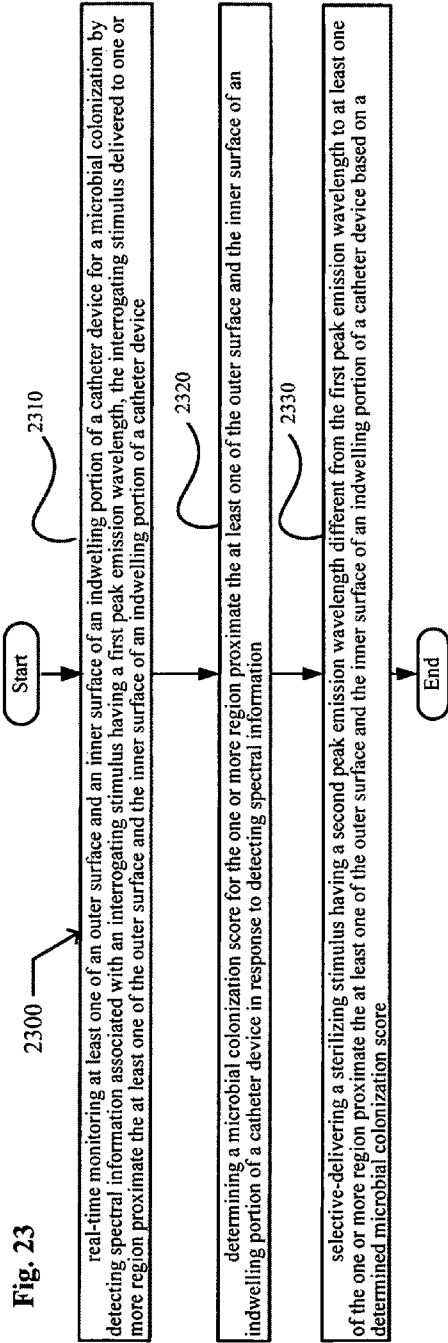 Fig. 23
2300
Start
2310
real-time monitoring at least one of an outer surface and an inner surface of an indwelling portion of a catheter device for a microbial colonization by
detecting spectral information associated with an interrogating stimulus having a first peak emission wavelength, the interrogating stimulus delivered to one or
more region proximate the at least one of the outer surface and the inner surface of an indwelling portion of a catheter device
2320
determining a microbial colonization score for the one or more region proximate the at least one of the outer surface and the inner surface of an
indwelling portion of a catheter device in response to detecting spectral information
2330
selective-delivering a sterilizing stimulus having a second peak emission wavelength different from the first peak emission wavelength to at least one
of the one or more region proximate the at least one of the outer surface and the inner surface of an indwelling portion of a catheter device based on a
determined microbial colonization score
End